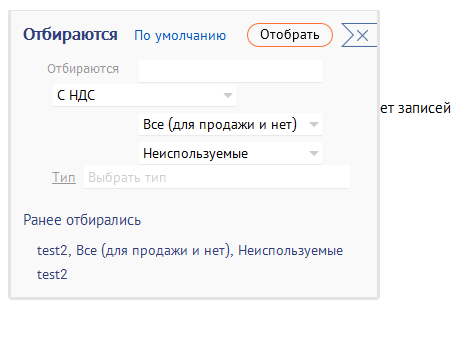 Отбираются По умолчанию Отобрать
Отбираются
С НДС
ет записей
Все (для продажи и нет)
Неиспользуемые
Тип Выбрать тип
Ранее отбирались
test2, Все (для продажи и нет), Неиспользуемые
test2